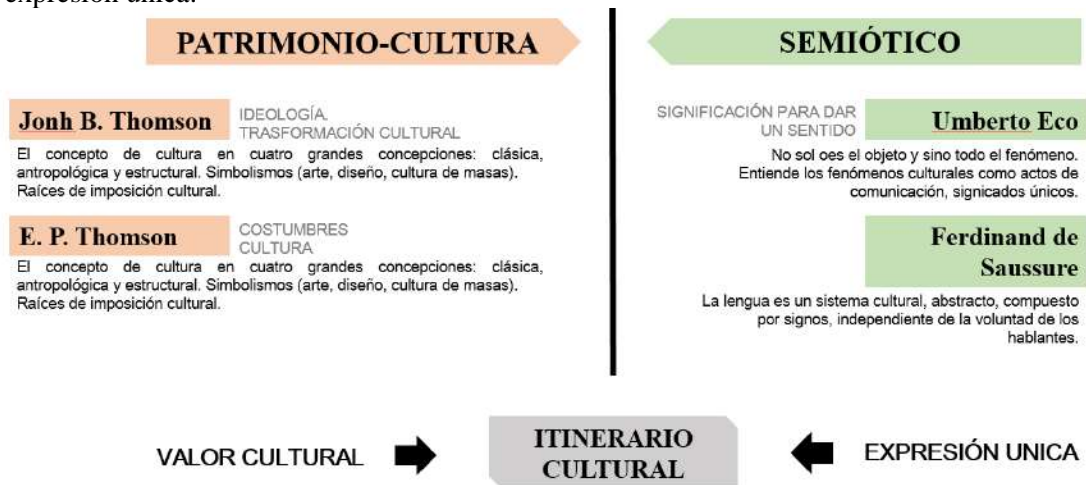 expresión única.
PATRIMONIO-CULTURA
Jonh B. Thomson
IDEOLOGÍA.
TRASFORMACIÓN CULTURAL
El concepto de cultura en cuatro grandes concepciones: clásica,
antropológica y estructural. Simbolismos (arte, diseño, cultura de masas).
Raíces de imposición cultural.
E. P. Thomson
COSTUMBRES
CULTURA
El concepto de cultura en cuatro grandes concepciones: clásica,
antropológica y estructural. Simbolismos (arte, diseño, cultura de masas).
Raíces de imposición cultural.
SEMIÓTICO
SIGNIFICACIÓN PARA DAR
UN SENTIDO
Umberto Eco
No sol oes el objeto y sino todo el fenómeno.
Entiende los fenómenos culturales como actos de
comunicación, signicados únicos.
Ferdinand de
Saussure
La lengua es un sistema cultural, abstracto, compuesto
por signos, independiente de la voluntad de los
hablantes.
VALOR CULTURAL
ITINERARIO
CULTURAL
EXPRESIÓN UNICA